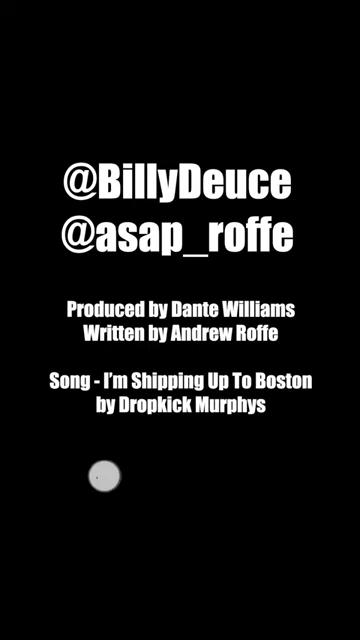 @BillyDeuce
@asap_roffe
Produced by Dante Williams
Written by Andrew Roffe
Song - I'm Shipping Up To Boston
by Dropkick Murphys